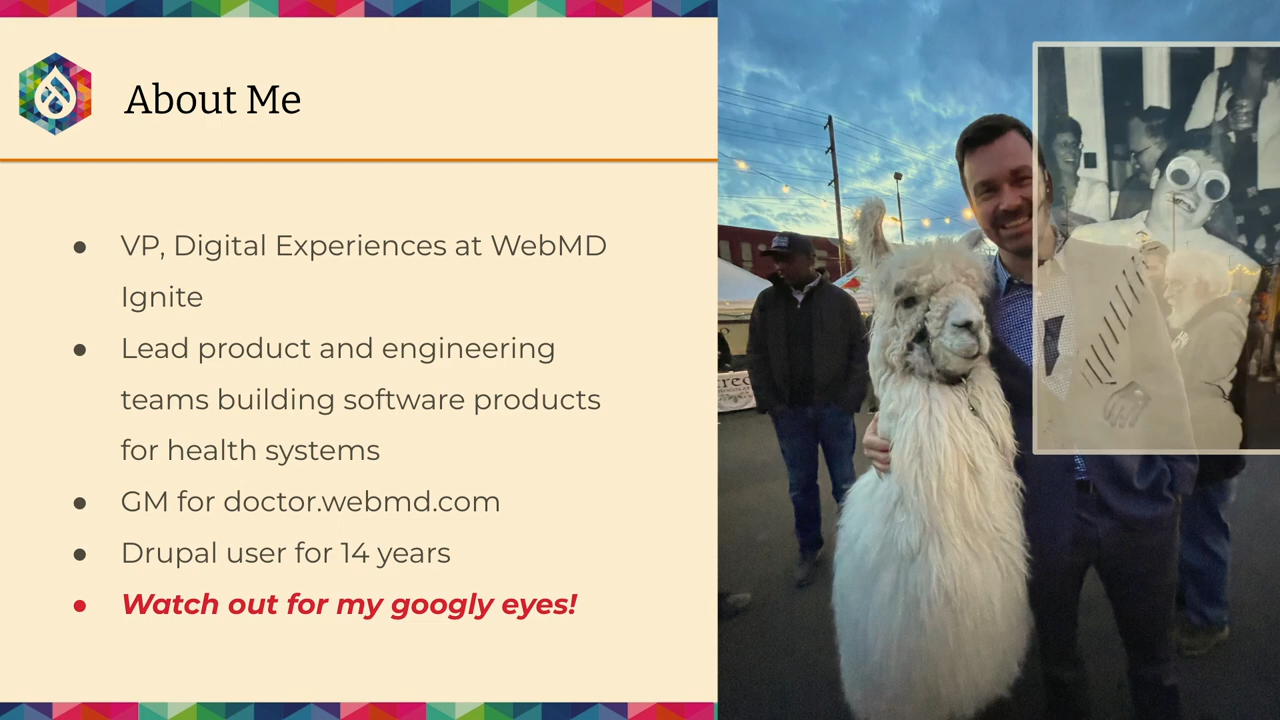 About Me
● VP, Digital Experiences at WebMD
Ignite
● Lead product and engineering
teams building software products
for health systems
● GM for doctor.webmd.com
● Drupal user for 14 years
● Watch out for my googly eyes!